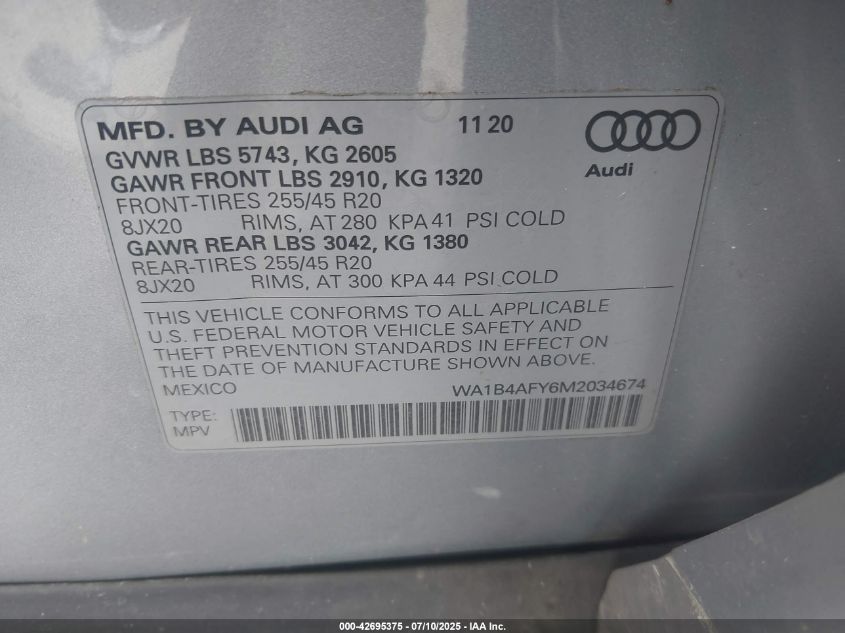 MFD. BY AUDI AG 11 20
GVWR LBS 5743, KG 2605
GAWR FRONT LBS 2910, KG 1320
FRONT-TIRES 255/45 R20
8JX20 RIMS, AT 280 KPA 41 PSI COLD
GAWR REAR LBS 3042, KG 1380
REAR-TIRES 255/45 R20
8JX20 RIMS, AT 300 KPA 44 PSI COLD
Audi
THIS VEHICLE CONFORMS TO ALL APPLICABLE
U.S. FEDERAL MOTOR VEHICLE SAFETY AND
THEFT PREVENTION STANDARDS IN EFFECT ON
THE DATE OF MANUFACTURE SHOWN ABOVE.
MEXICO WA1B4AFY6M2034674
TYPE:
MPV
000-42695375 - 07/10/2025 - IAA Inc.